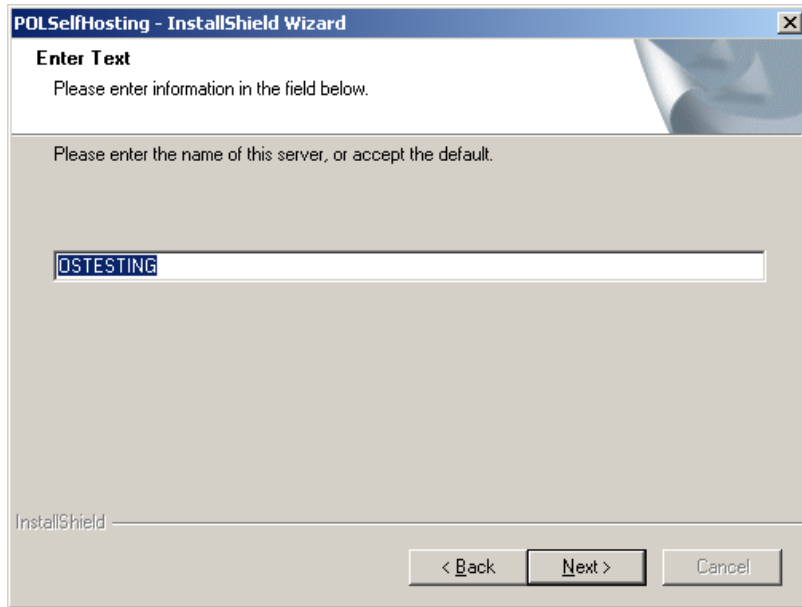 POLSelfHosting - InstallShield Wizard
Enter Text
Please enter information in the field below.
Please enter the name of this server, or accept the default.
OSTESTING
InstallShield
< Back Next > Cancel